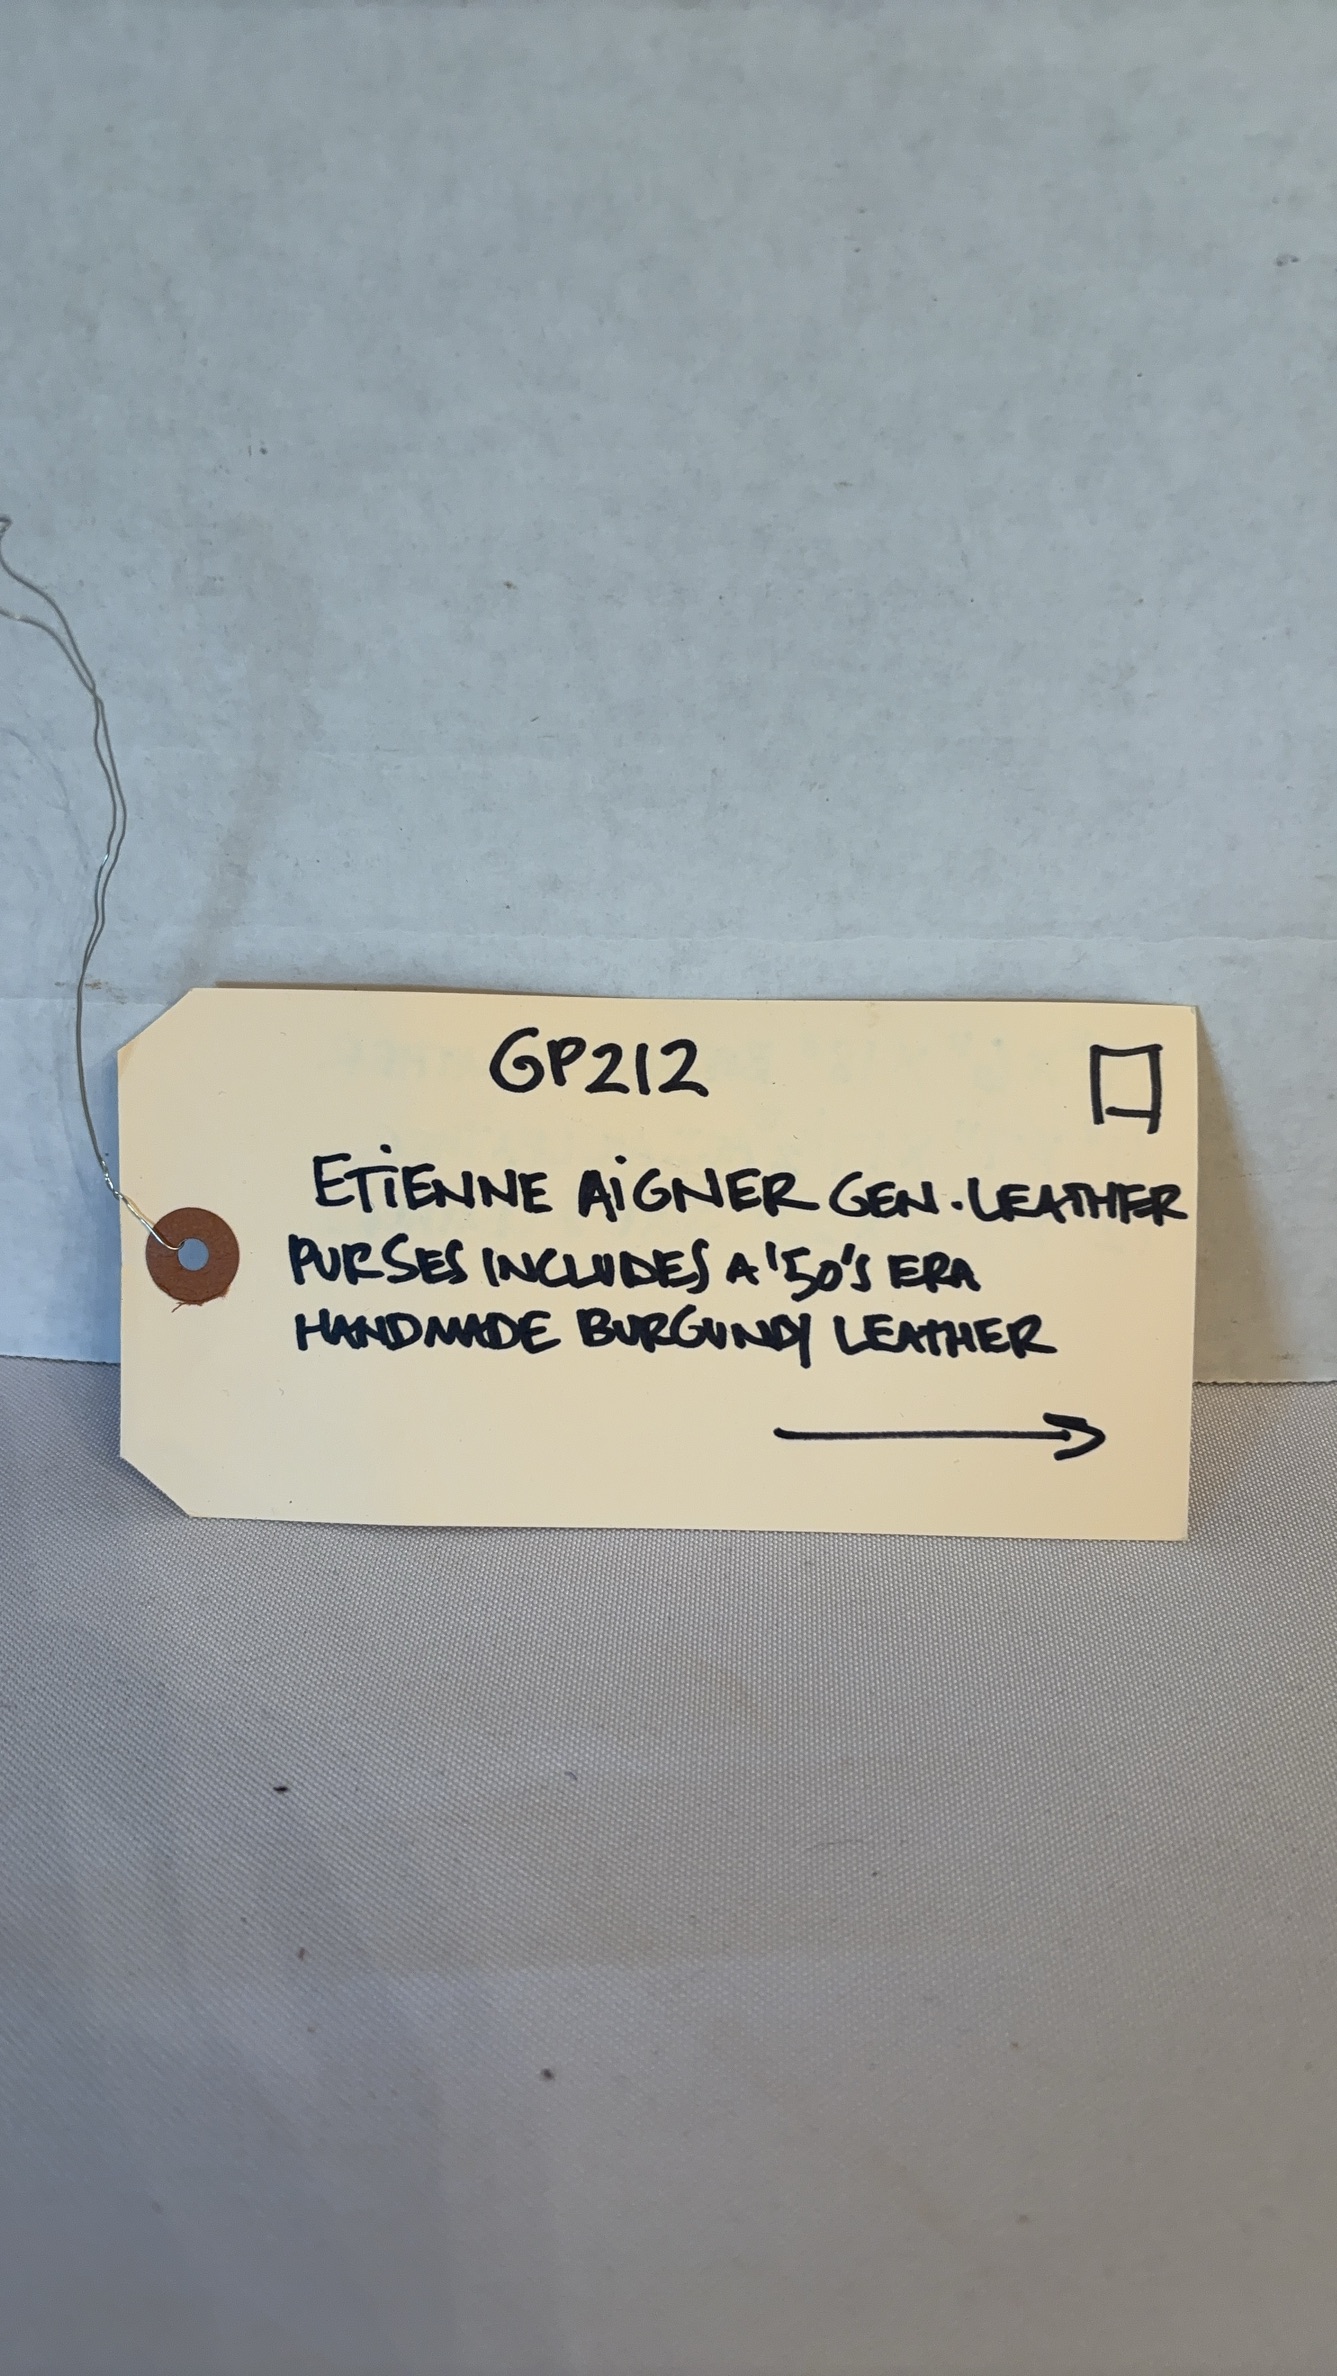 GP212
ETiENNE AiGNER GEN. LEATHER
PURSES INCLUDES A '50'S ERA
HANDMADE BURGUNDY LEATHER